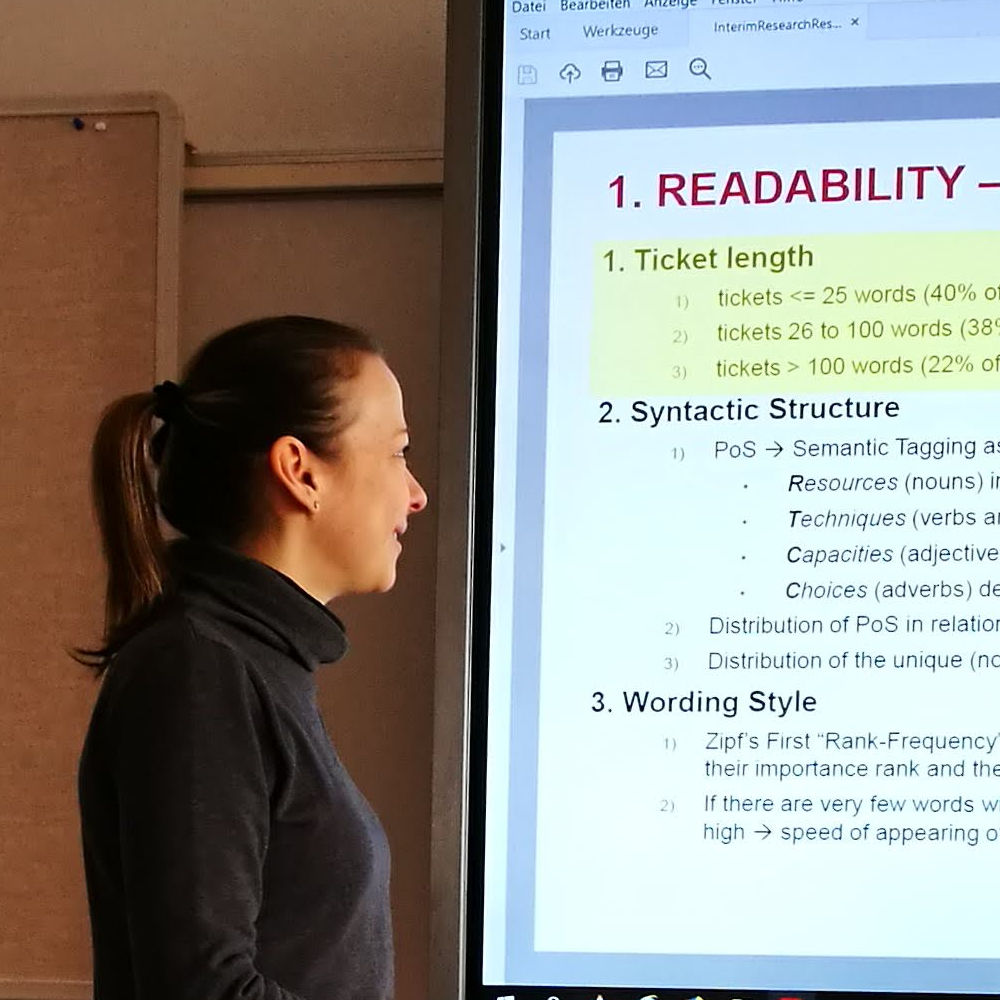 Datei Bearbeiten Anzeige Fenster
Start Werkzeuge InterimResearchRes... ×
1. READABILITY –
1. Ticket length
1) tickets <= 25 words (40% of
2) tickets 26 to 100 words (38%
3) tickets > 100 words (22% of
2. Syntactic Structure
1) PoS → Semantic Tagging as
· Resources (nouns) in
· Techniques (verbs an
· Capacities (adjective
· Choices (adverbs) de
2) Distribution of PoS in relation
3) Distribution of the unique (no
3. Wording Style
1) Zipf's First "Rank-Frequency"
their importance rank and the
2) If there are very few words wi
high → speed of appearing o